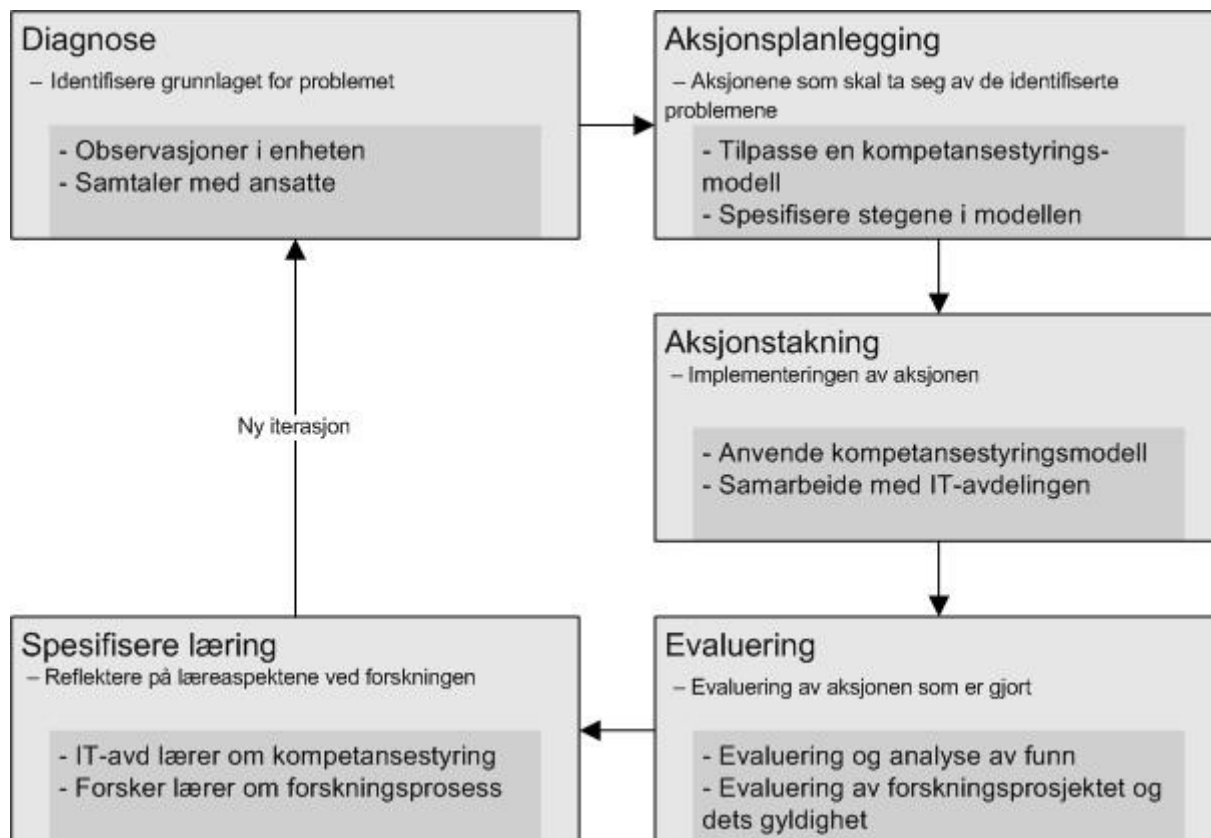 Diagnose
– Identifisere grunnlaget for problemet
- Observasjoner i enheten
- Samtaler med ansatte
Aksjonsplanlegging
– Aksjonene som skal ta seg av de identifiserte
problemene
- Tilpasse en kompetansestyrings-
modell
- Spesifisere stegene i modellen
Aksjonstakning
– Implementeringen av aksjonen
- Anvende kompetansestyringsmodell
- Samarbeide med IT-avdelingen
Evaluering
– Evaluering av aksjonen som er gjort
- Evaluering og analyse av funn
- Evaluering av forskningsprosjektet og
dets gyldighet
Spesifisere læring
– Reflektere på læreaspektene ved forskningen
- IT-avd lærer om kompetansestyring
- Forsker lærer om forskningsprosess
Ny iterasjon